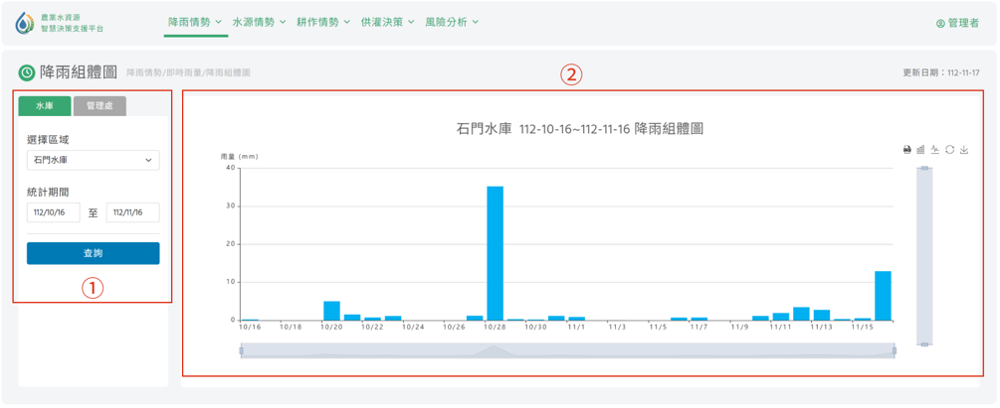 農業水資源
智慧決策支援平台
降雨情勢 水源情勢 耕作情勢 供灌決策 風險分析
管理者
降雨組體圖 降雨情勢/即時雨量/降雨組體圖
更新日期：112-11-17
水庫 管理處
選擇區域
石門水庫
統計期間
112/10/16 至 112/11/16
查詢
①
②
石門水庫 112-10-16~112-11-16 降雨組體圖
雨量 (mm)
40
30
20
10
0
10/16 10/18 10/20 10/22 10/24 10/26 10/28 10/30 11/1 11/3 11/5 11/7 11/9 11/11 11/13 11/15